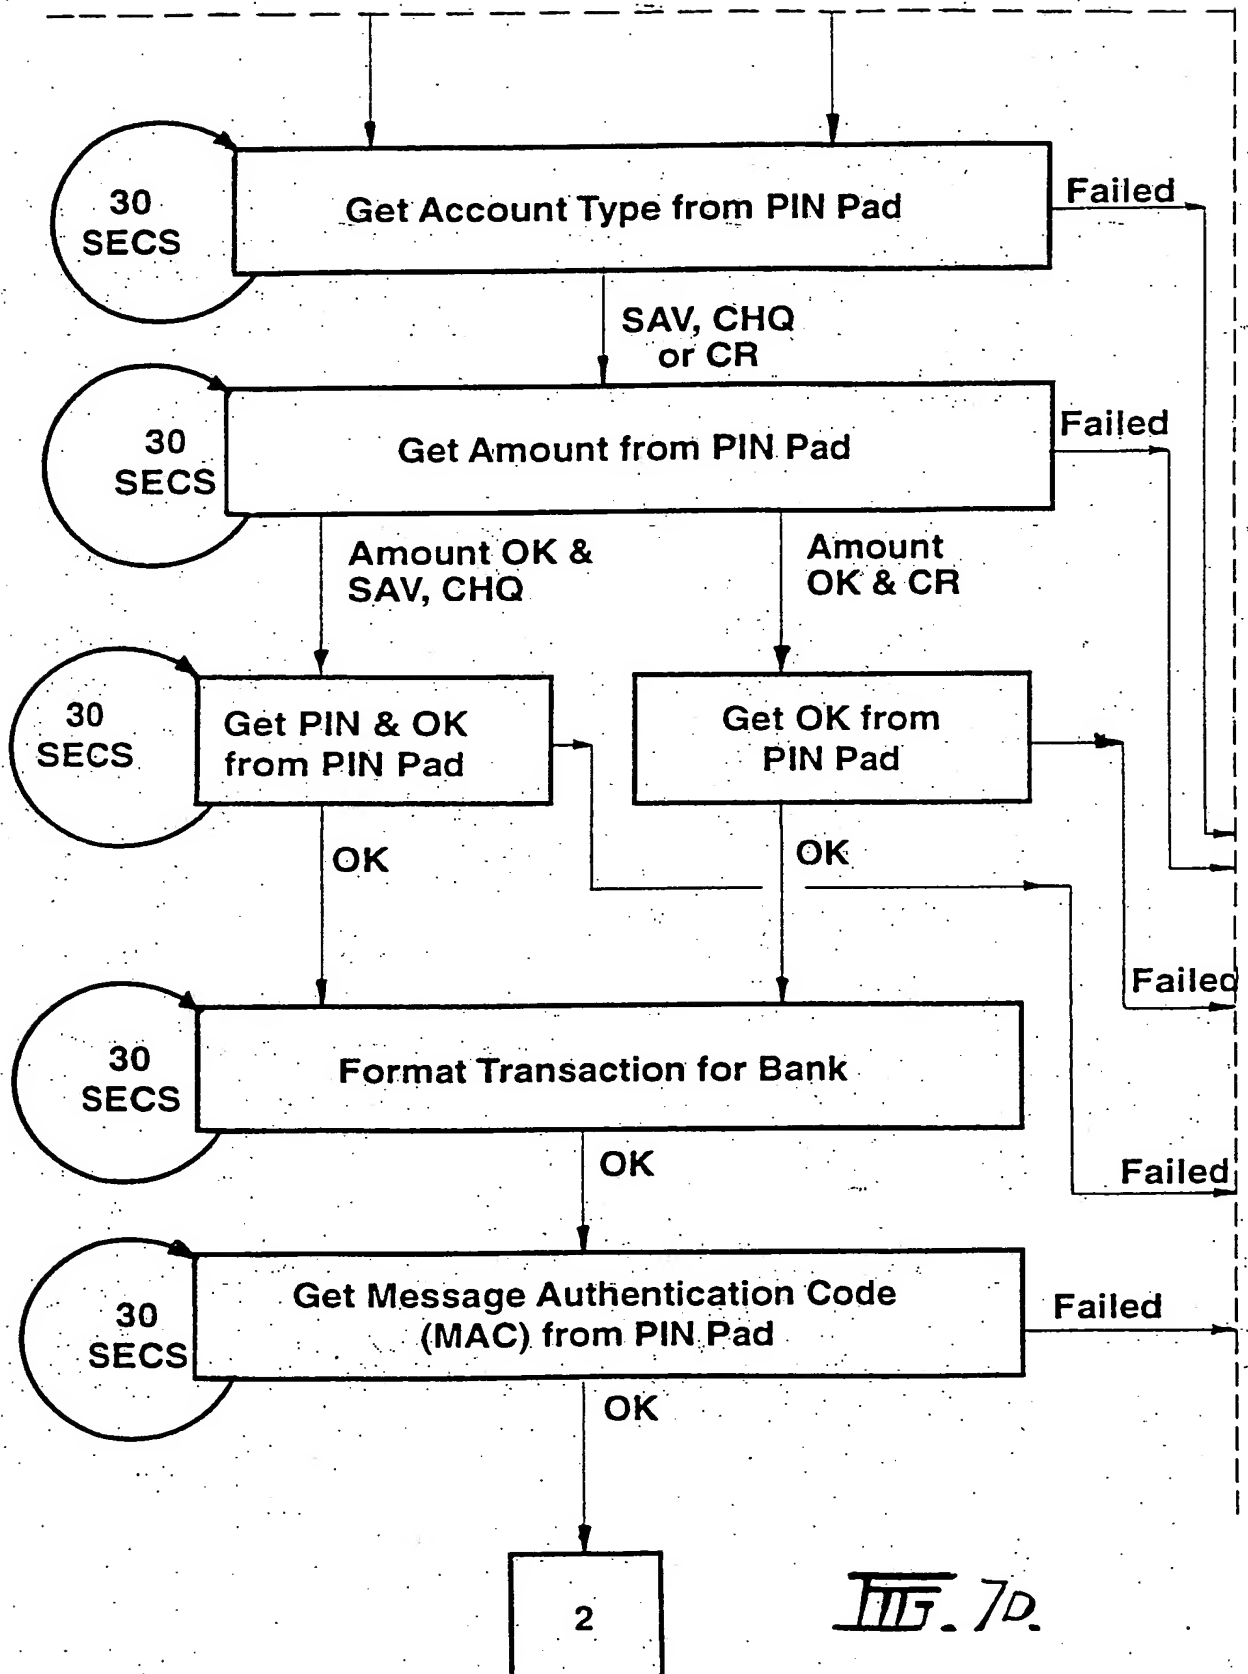 30
SECS
Get Account Type from PIN Pad
Failed
SAV, CHQ
or CR
30
SECS
Get Amount from PIN Pad
Failed
Amount OK &
SAV, CHQ
Amount
OK & CR
30
SECS
Get PIN & OK
from PIN Pad
Get OK from
PIN Pad
OK
OK
Failed
30
SECS
Format Transaction for Bank
OK
Failed
30
SECS
Get Message Authentication Code
(MAC) from PIN Pad
Failed
OK
2
FIG. 7D.